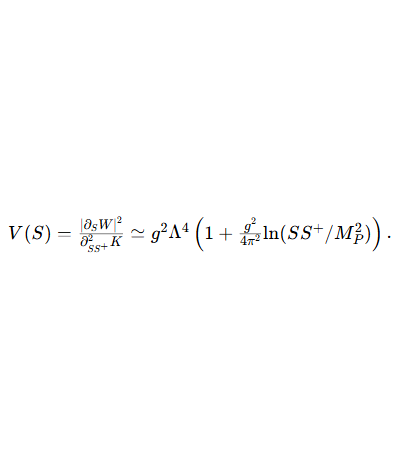 V(S) = \frac{|\partial_S W|^2}{\partial^2_{SS^+} K} \simeq g^2 \Lambda^4 \left( 1 + \frac{g^2}{4\pi^2} \ln(SS^+/M_P^2) \right).